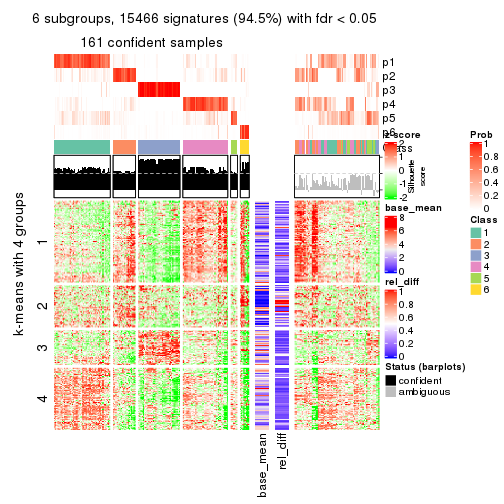 6 subgroups, 15466 signatures (94.5%) with fdr < 0.05
161 confident samples
p1
p2
p3
p4
p5
p6
Class
z-score
2
1
0
-1
-2
Silhouette
score
base_mean
8
6
4
2
0
rel_diff
1
0.8
0.6
0.4
0.2
0
Status (barplots)
confident
ambiguous
Prob
1
0.8
0.6
0.4
0.2
0
Class
1
2
3
4
5
6
k-means with 4 groups
1
2
3
4
base_mean
rel_diff